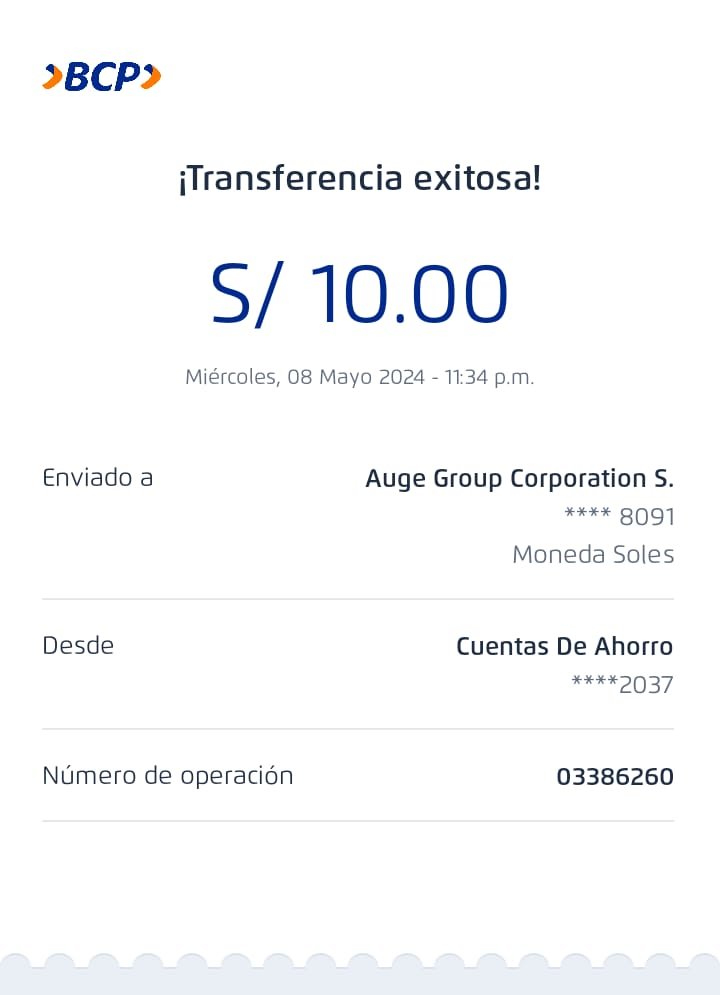 BCP
¡Transferencia exitosa!
S/ 10.00
Miércoles, 08 Mayo 2024 - 11:34 p.m.
Enviado a
Auge Group Corporation S.
**** 8091
Moneda Soles
Desde
Cuentas De Ahorro
****2037
Número de operación
03386260